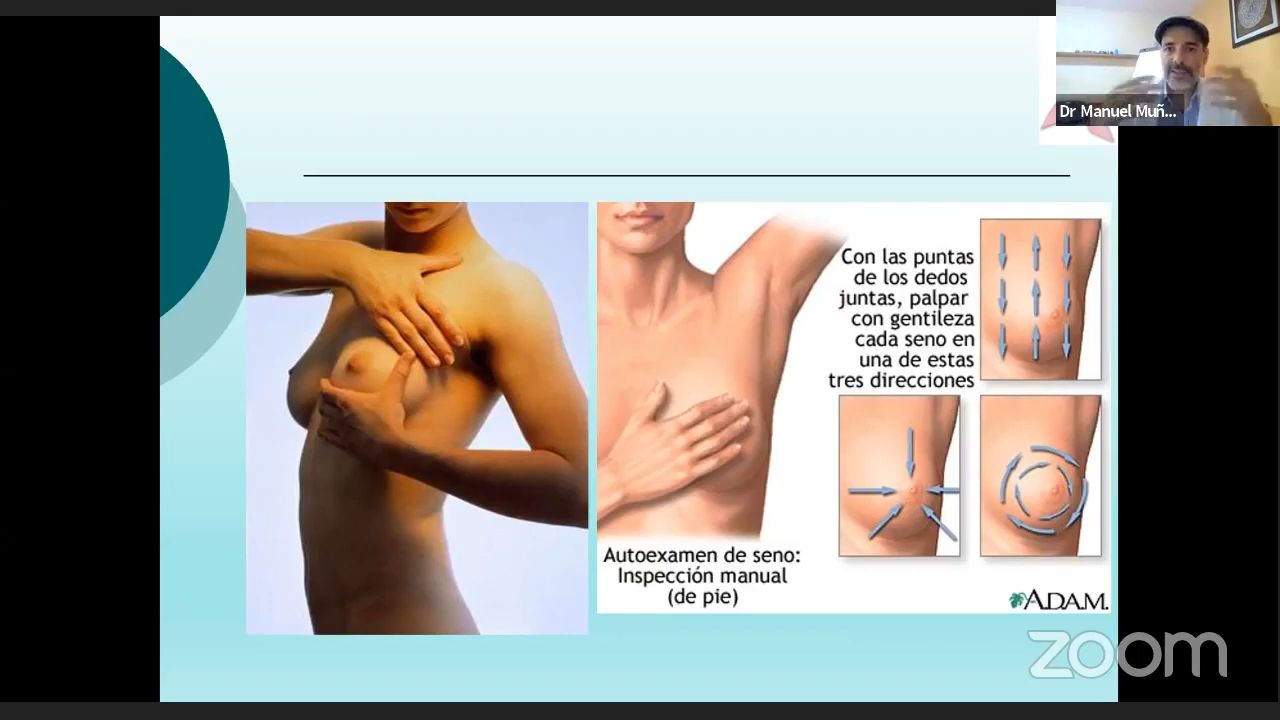 Dr Manuel Muñ...
Con las puntas
de los dedos
juntas, palpar
con gentileza
cada seno en
una de estas
tres direcciones
Autoexamen de seno:
Inspección manual
(de pie)
ADAM.
zoom